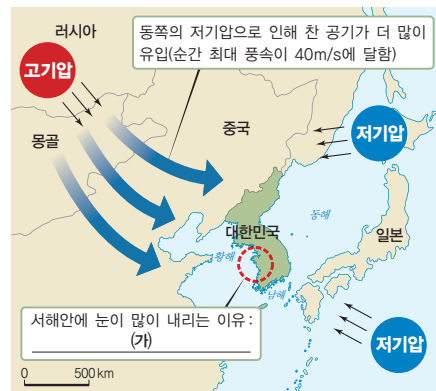 러시아
동쪽의 저기압으로 인해 찬 공기가 더 많이
유입(순간 최대 풍속이 40m/s에 달함)
고기압
몽골
중국
저기압
대한민국
동해
일본
황해
남해
서해안에 눈이 많이 내리는 이유:
(가)
저기압
0 500km